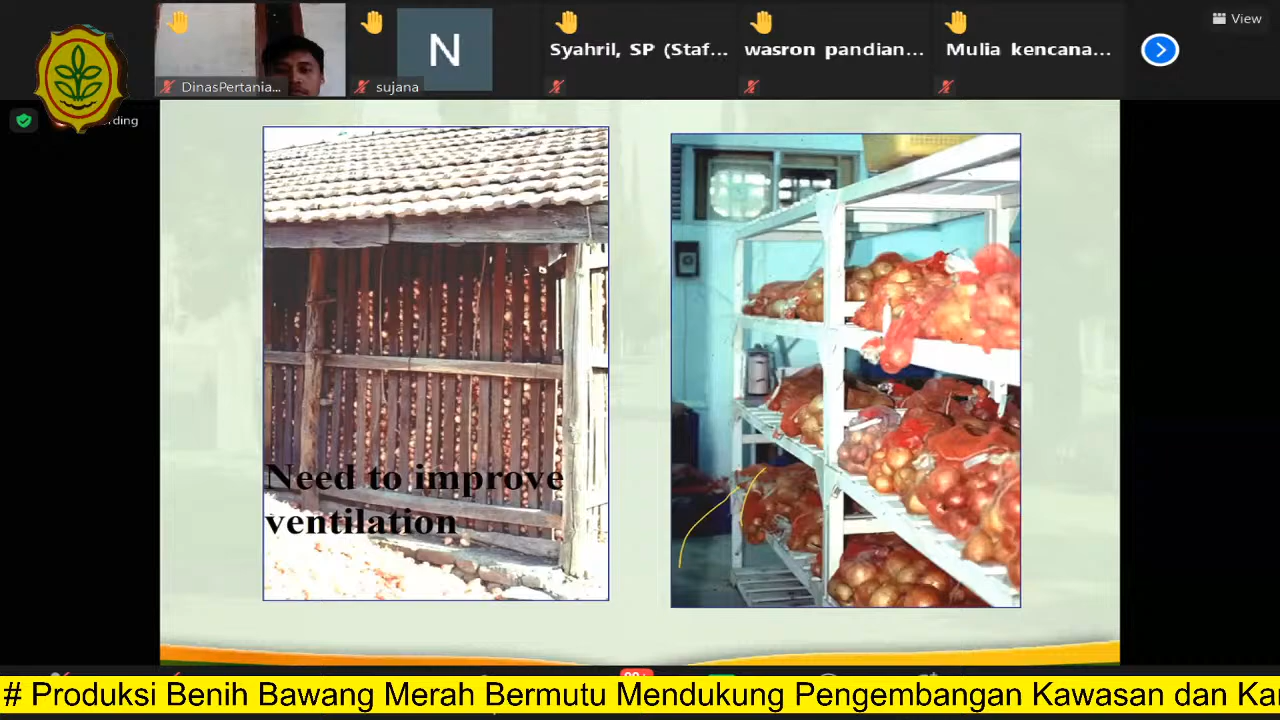 View
N
Syahril, SP (Staf...
wasron pandian...
Mulia kencana...
DinasPertania...
sujana
Need to improve
ventilation
# Produksi Benih Bawang Merah Bermutu Mendukung Pengembangan Kawasan dan